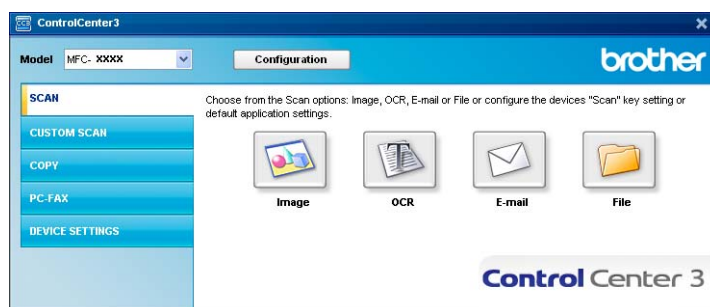 ControlCenter3
Model MFC- XXXX Configuration brother
SCAN
Choose from the Scan options: Image, OCR, E-mail or File or configure the devices "Scan" key setting or
default application settings.
CUSTOM SCAN
COPY
PC-FAX
DEVICE SETTINGS
Image OCR E-mail File
Control Center 3